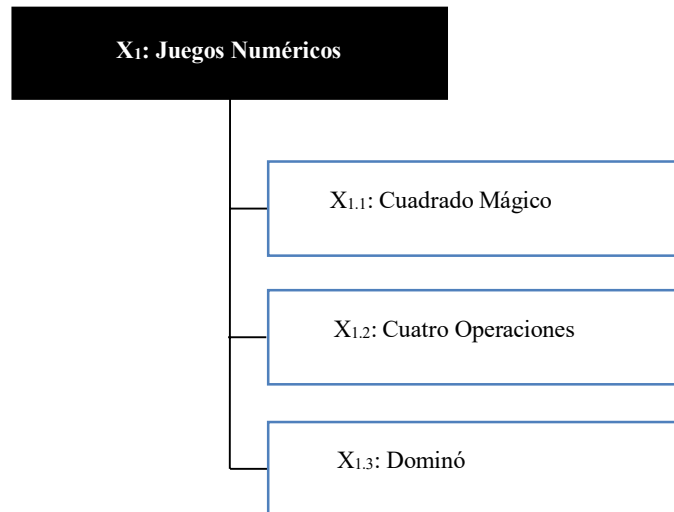 X₁: Juegos Numéricos
X₁.₁: Cuadrado Mágico
X₁.₂: Cuatro Operaciones
X₁.₃: Dominó